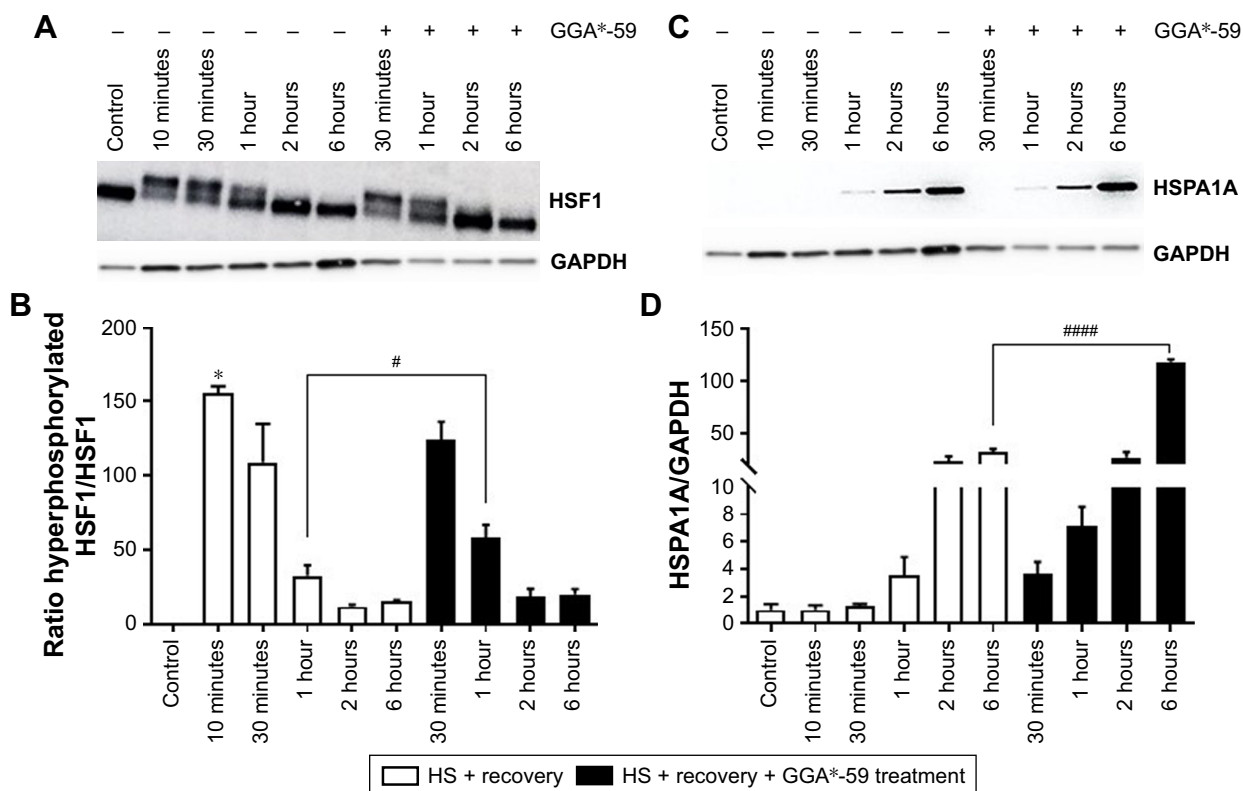 A
– – – – – – + + + + GGA*-59
Control
10 minutes
30 minutes
1 hour
2 hours
6 hours
30 minutes
1 hour
2 hours
6 hours
HSF1
GAPDH
C
– – – – – – + + + + GGA*-59
Control
10 minutes
30 minutes
1 hour
2 hours
6 hours
30 minutes
1 hour
2 hours
6 hours
HSPA1A
GAPDH
B
Ratio hyperphosphorylated
HSF1/HSF1
200
150
100
50
0
*
#
Control
10 minutes
30 minutes
1 hour
2 hours
6 hours
30 minutes
1 hour
2 hours
6 hours
D
HSPA1A/GAPDH
150
100
50
10
8
6
4
2
0
####
Control
10 minutes
30 minutes
1 hour
2 hours
6 hours
30 minutes
1 hour
2 hours
6 hours
HS + recovery
HS + recovery + GGA*-59 treatment